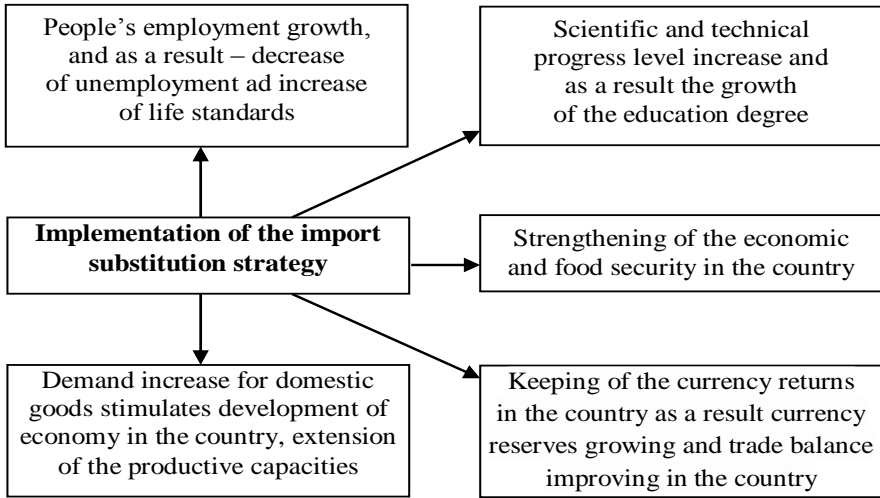 People’s employment growth,
and as a result – decrease
of unemployment ad increase
of life standards
Scientific and technical
progress level increase and
as a result the growth
of the education degree
Implementation of the import
substitution strategy
Strengthening of the economic
and food security in the country
Demand increase for domestic
goods stimulates development of
economy in the country, extension
of the productive capacities
Keeping of the currency returns
in the country as a result currency
reserves growing and trade balance
improving in the country